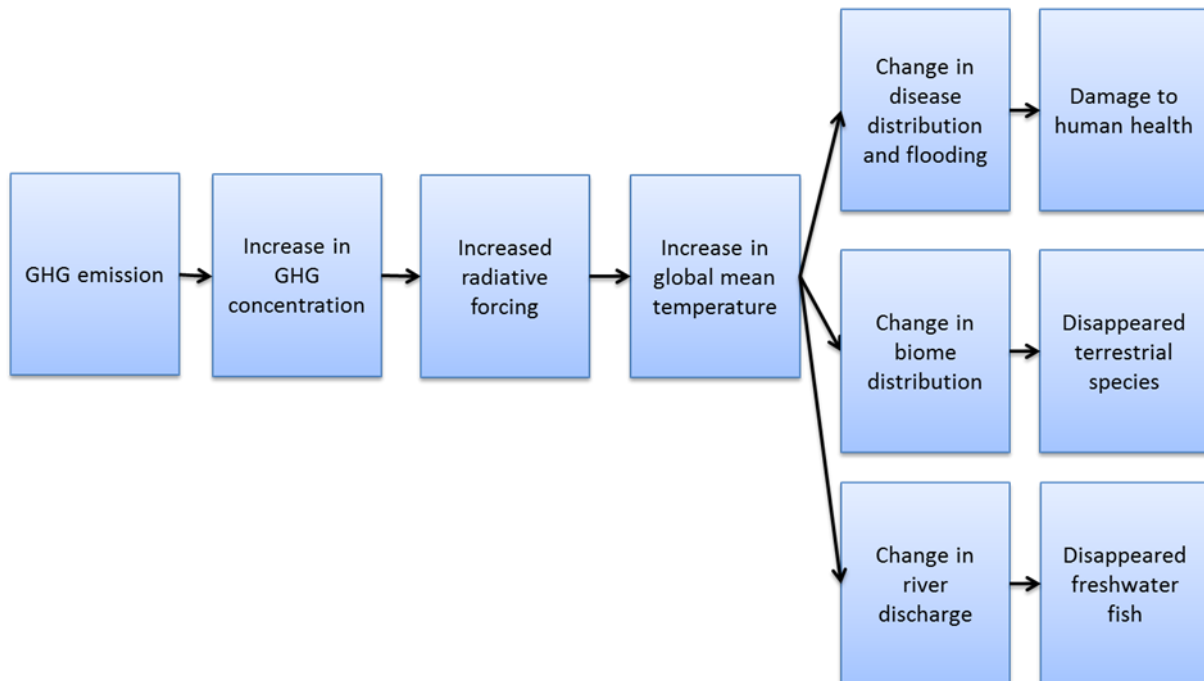 GHG emission
Increase in
GHG
concentration
Increased
radiative
forcing
Increase in
global mean
temperature
Change in
disease
distribution
and flooding
Damage to
human health
Change in
biome
distribution
Disappeared
terrestrial
species
Change in
river
discharge
Disappeared
freshwater
fish